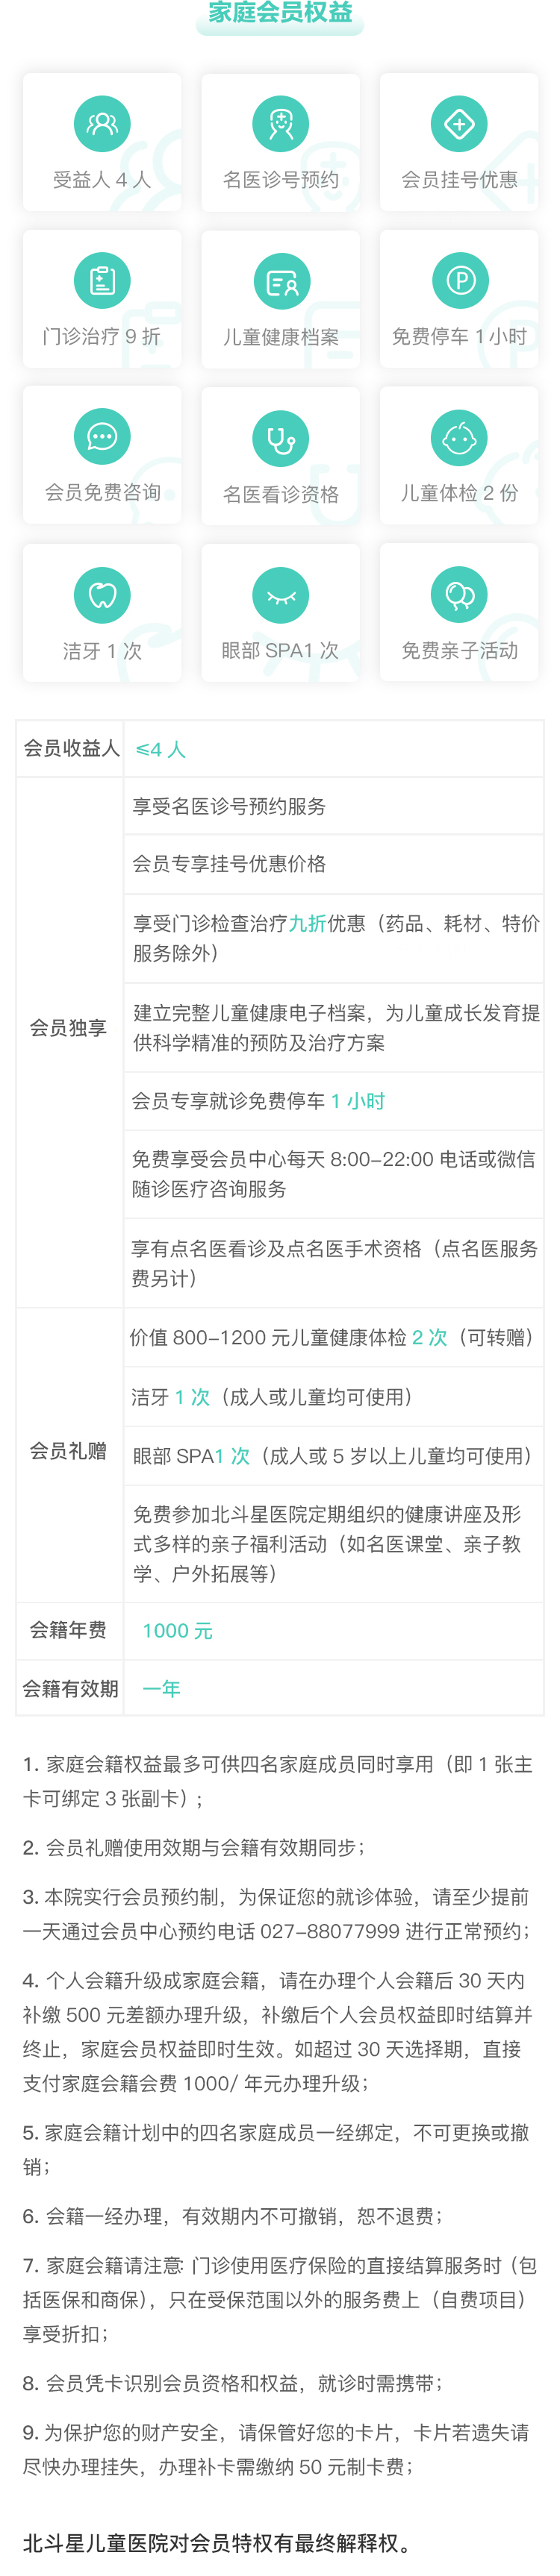 家庭会员权益
受益人 4 人
名医诊号预约
会员挂号优惠
门诊治疗 9 折
儿童健康档案
免费停车 1 小时
会员免费咨询
名医看诊资格
儿童体检 2 份
洁牙 1 次
眼部 SPA1 次
免费亲子活动
会员收益人
≤4 人
会员独享
享受名医诊号预约服务
会员专享挂号优惠价格
享受门诊检查治疗九折优惠（药品、耗材、特价
服务除外）
建立完整儿童健康电子档案，为儿童成长发育提
供科学精准的预防及治疗方案
会员专享就诊免费停车 1 小时
免费享受会员中心每天 8:00-22:00 电话或微信
随诊医疗咨询服务
享有点名医看诊及点名医手术资格（点名医服务
费另计）
会员礼赠
价值 800-1200 元儿童健康体检 2 次（可转赠）
洁牙 1 次（成人或儿童均可使用）
眼部 SPA1 次（成人或 5 岁以上儿童均可使用）
免费参加北斗星医院定期组织的健康讲座及形
式多样的亲子福利活动（如名医课堂、亲子教
学、户外拓展等）
会籍年费
1000 元
会籍有效期
一年
1. 家庭会籍权益最多可供四名家庭成员同时享用（即 1 张主
卡可绑定 3 张副卡）;
2. 会员礼赠使用效期与会籍有效期同步；
3. 本院实行会员预约制，为保证您的就诊体验，请至少提前
一天通过会员中心预约电话 027-88077999 进行正常预约；
4. 个人会籍升级成家庭会籍，请在办理个人会籍后 30 天内
补缴 500 元差额办理升级，补缴后个人会员权益即时结算并
终止，家庭会员权益即时生效。如超过 30 天选择期，直接
支付家庭会籍会费 1000/ 年元办理升级；
5. 家庭会籍计划中的四名家庭成员一经绑定，不可更换或撤
销；
6. 会籍一经办理，有效期内不可撤销，恕不退费；
7. 家庭会籍请注意：门诊使用医疗保险的直接结算服务时（包
括医保和商保），只在受保范围以外的服务费上（自费项目）
享受折扣；
8. 会员凭卡识别会员资格和权益，就诊时需携带；
9. 为保护您的财产安全，请保管好您的卡片，卡片若遗失请
尽快办理挂失，办理补卡需缴纳 50 元制卡费；
北斗星儿童医院对会员特权有最终解释权。